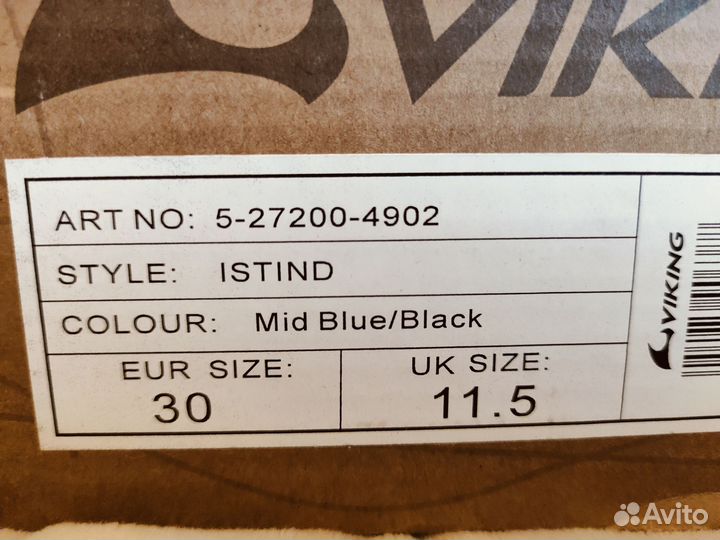 VIKING
ART NO: 5-27200-4902
STYLE: ISTIND
COLOUR: Mid Blue/Black
EUR SIZE: UK SIZE:
30 11.5
VIKING
Avito